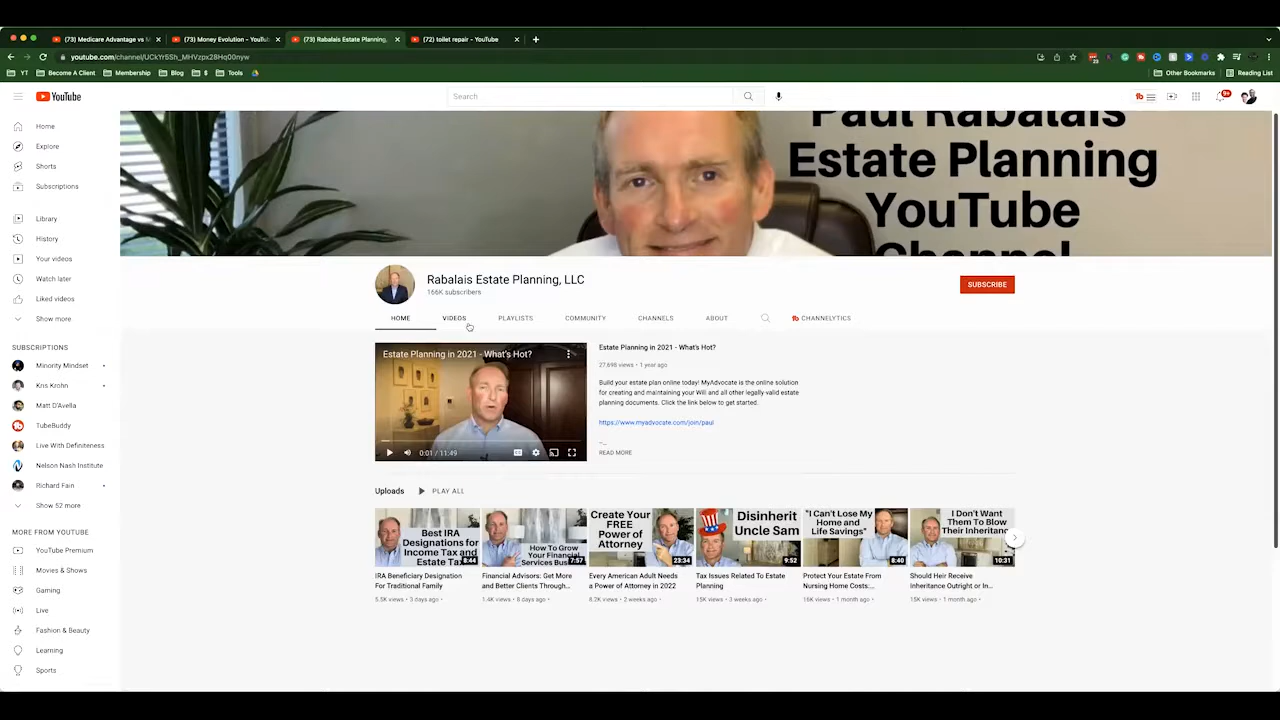 (73) Medicare Advantage vs M
(73) Money Evolution - YouTub
(73) Rabalais Estate Planning,
(72) toilet repair - YouTube
youtube.com/channel/UCkYr5Sh_MHVzpx28Hq00nyw
YT
Become A Client
Membership
Blog
$
Tools
Other Bookmarks
Reading List
YouTube
Search
9+
Home
Explore
Shorts
Subscriptions
Library
History
Your videos
Watch later
Liked videos
Show more
SUBSCRIPTIONS
Minority Mindset
Kris Krohn
Matt D'Avella
TubeBuddy
Live With Definiteness
Nelson Nash Institute
Richard Fain
Show 52 more
MORE FROM YOUTUBE
YouTube Premium
Movies & Shows
Gaming
Live
Fashion & Beauty
Learning
Sports
Paul Rabalais
Estate Planning
YouTube
Channel
Rabalais Estate Planning, LLC
166K subscribers
SUBSCRIBE
HOME
VIDEOS
PLAYLISTS
COMMUNITY
CHANNELS
ABOUT
CHANNELYTICS
Estate Planning in 2021 - What's Hot?
0:01 / 11:49
Estate Planning in 2021 - What's Hot?
27,698 views • 1 year ago
Build your estate plan online today! MyAdvocate is the online solution
for creating and maintaining your Will and all other legally valid estate
planning documents. Click the link below to get started.
https://www.myadvocate.com/join/paul
READ MORE
Uploads
PLAY ALL
Best IRA
Designations for
Income Tax and
Estate Tax
8:44
IRA Beneficiary Designation
For Traditional Family
5.5K views • 3 days ago
How To Grow
Your Financial
Services Bus
7:57
Financial Advisors: Get More
and Better Clients Through...
1.4K views • 8 days ago
Create Your
FREE
Power of
Attorney
23:34
Every American Adult Needs
a Power of Attorney in 2022
8.2K views • 2 weeks ago
Disinherit
Uncle Sam
9:52
Tax Issues Related To Estate
Planning
15K views • 3 weeks ago
"I Can't Lose My
Home and
Life Savings"
8:40
Protect Your Estate From
Nursing Home Costs:...
16K views • 1 month ago
I Don't Want
Them To Blow
Their Inheritance
10:31
Should Heir Receive
Inheritance Outright or In...
15K views • 1 month ago